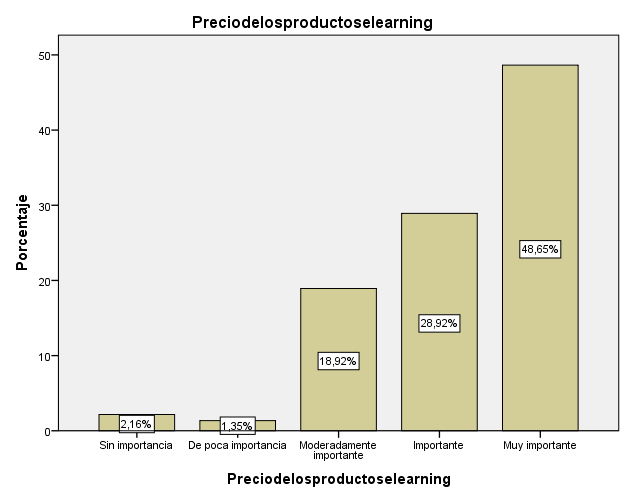 Preciodelosproductoselearning
Porcentaje
50
40
30
20
10
0
2,16%
1,35%
18,92%
28,92%
48,65%
Sin importancia
De poca importancia
Moderadamente
importante
Importante
Muy importante
Preciodelosproductoselearning